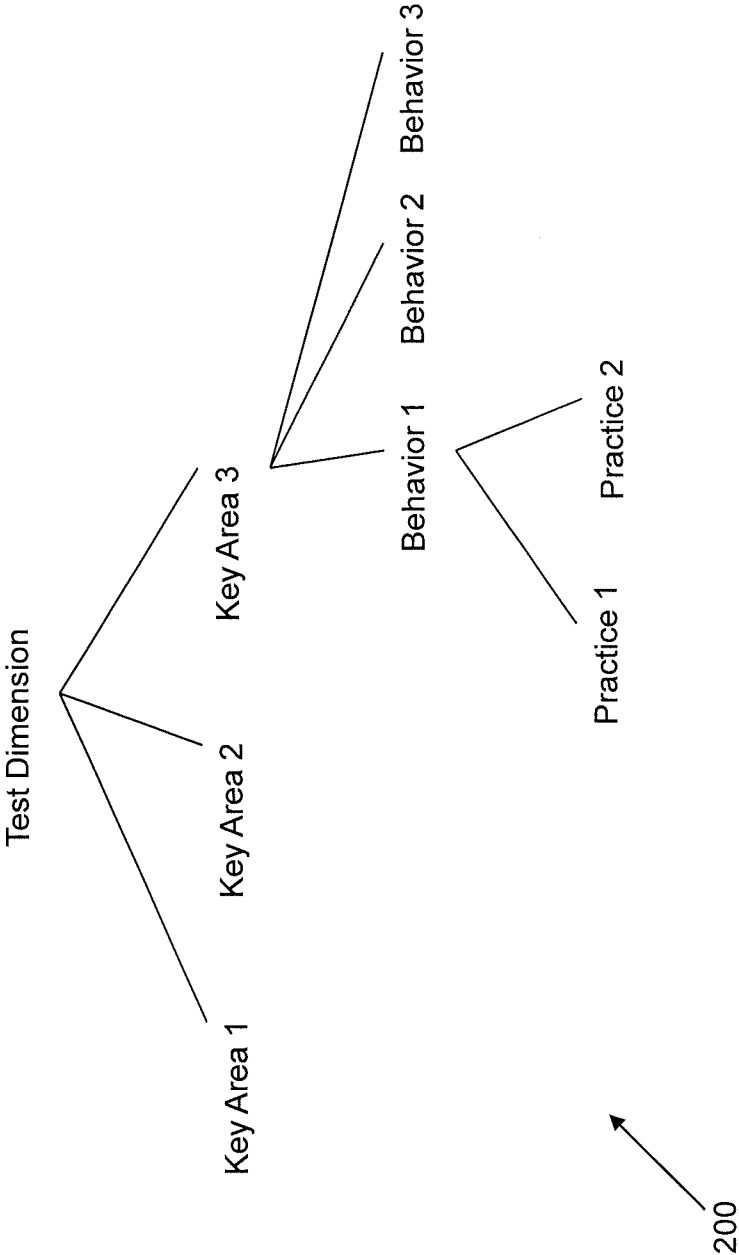 Test Dimension
Key Area 1
Key Area 2
Key Area 3
Behavior 1
Behavior 2
Behavior 3
Practice 1
Practice 2
200